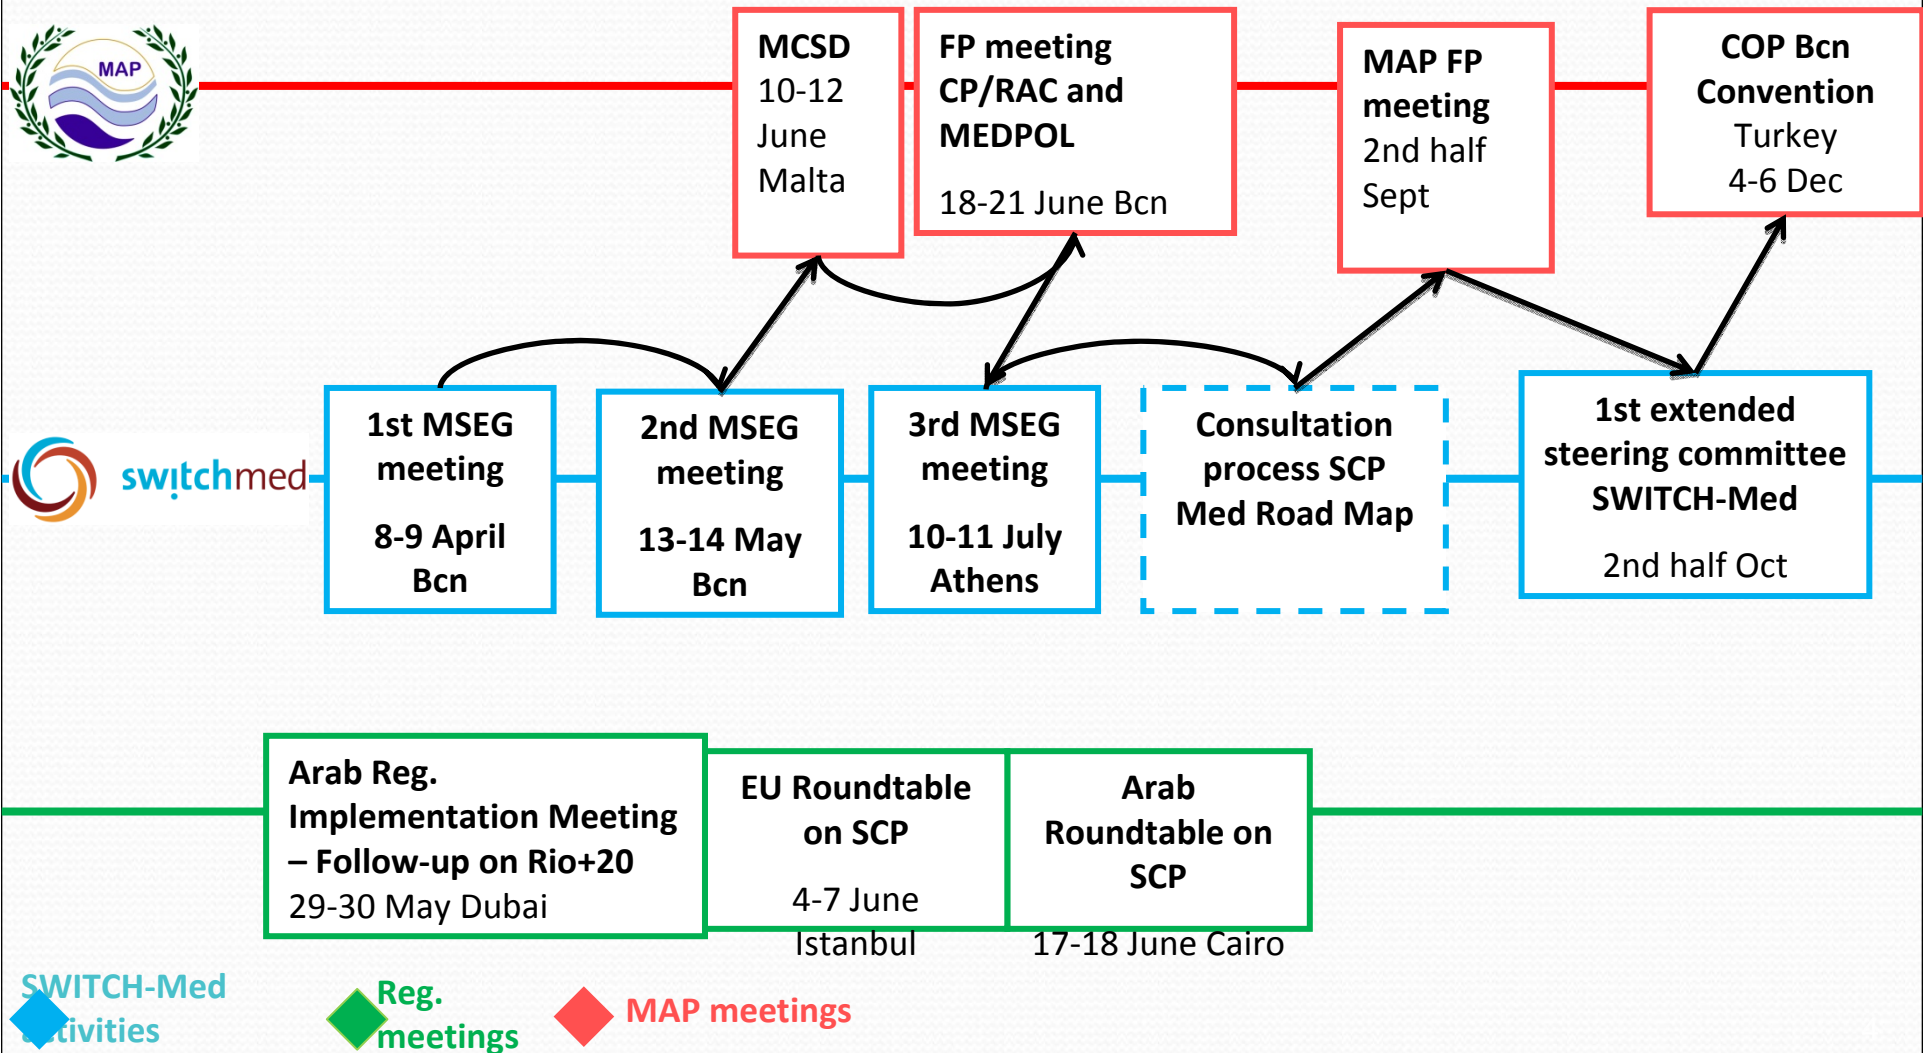 MAP
MCSD
10-12
June
Malta
FP meeting
CP/RAC and
MEDPOL
18-21 June Bcn
MAP FP
meeting
2nd half
Sept
COP Bcn
Convention
Turkey
4-6 Dec
switchmed
1st MSEG
meeting
8-9 April
Bcn
2nd MSEG
meeting
13-14 May
Bcn
3rd MSEG
meeting
10-11 July
Athens
Consultation
process SCP
Med Road Map
1st extended
steering committee
SWITCH-Med
2nd half Oct
Arab Reg.
Implementation Meeting
– Follow-up on Rio+20
29-30 May Dubai
EU Roundtable
on SCP
4-7 June
Istanbul
Arab
Roundtable on
SCP
17-18 June Cairo
SWITCH-Med
activities
Reg.
meetings
MAP meetings